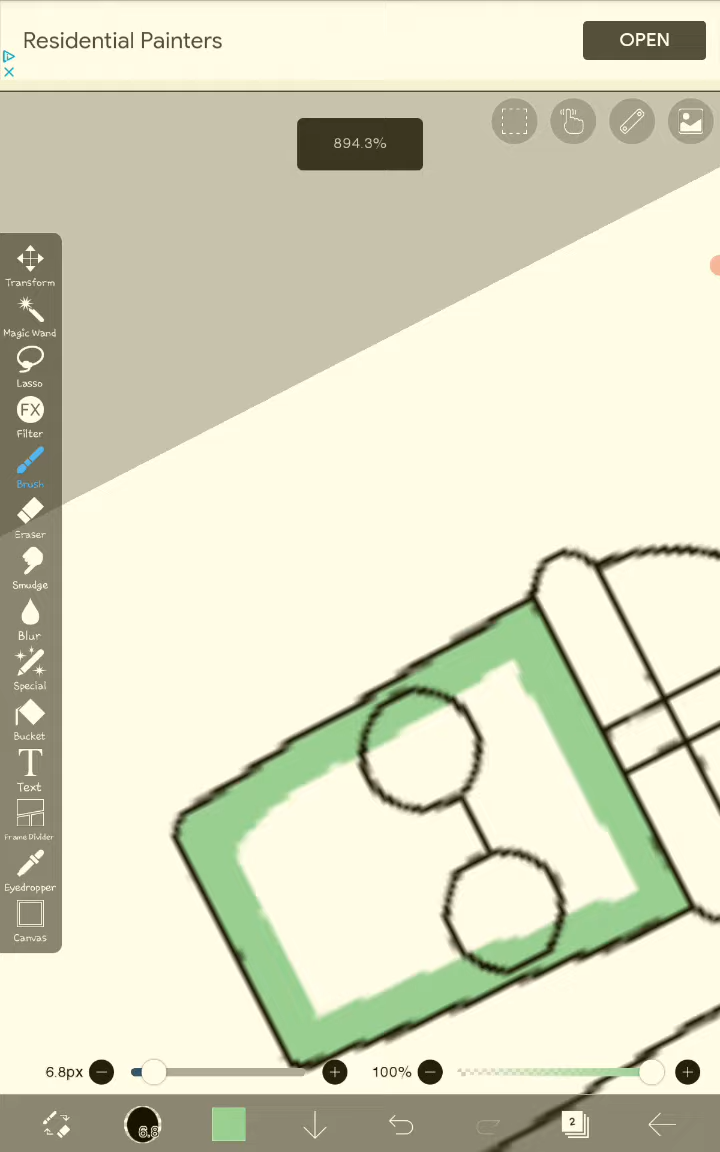 Residential Painters
OPEN
894.3%
Transform
Magic Wand
Lasso
FX
Filter
Brush
Eraser
Smudge
Blur
Special
Bucket
T
Text
Frame Divider
Eyedropper
Canvas
6.8px
100%
6.8
2